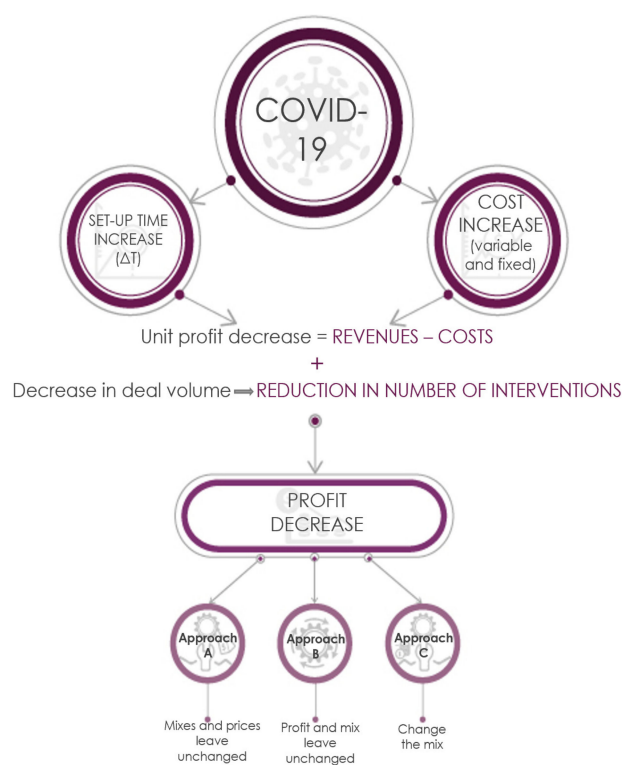 COVID-
19
SET-UP TIME
INCREASE
(ΔT)
COST
INCREASE
(variable
and fixed)
Unit profit decrease = REVENUES – COSTS
+
Decrease in deal volume ⇒ REDUCTION IN NUMBER OF INTERVENTIONS
PROFIT
DECREASE
Approach
A
Approach
B
Approach
C
Mixes and prices
leave
unchanged
Profit and mix
leave
unchanged
Change
the mix